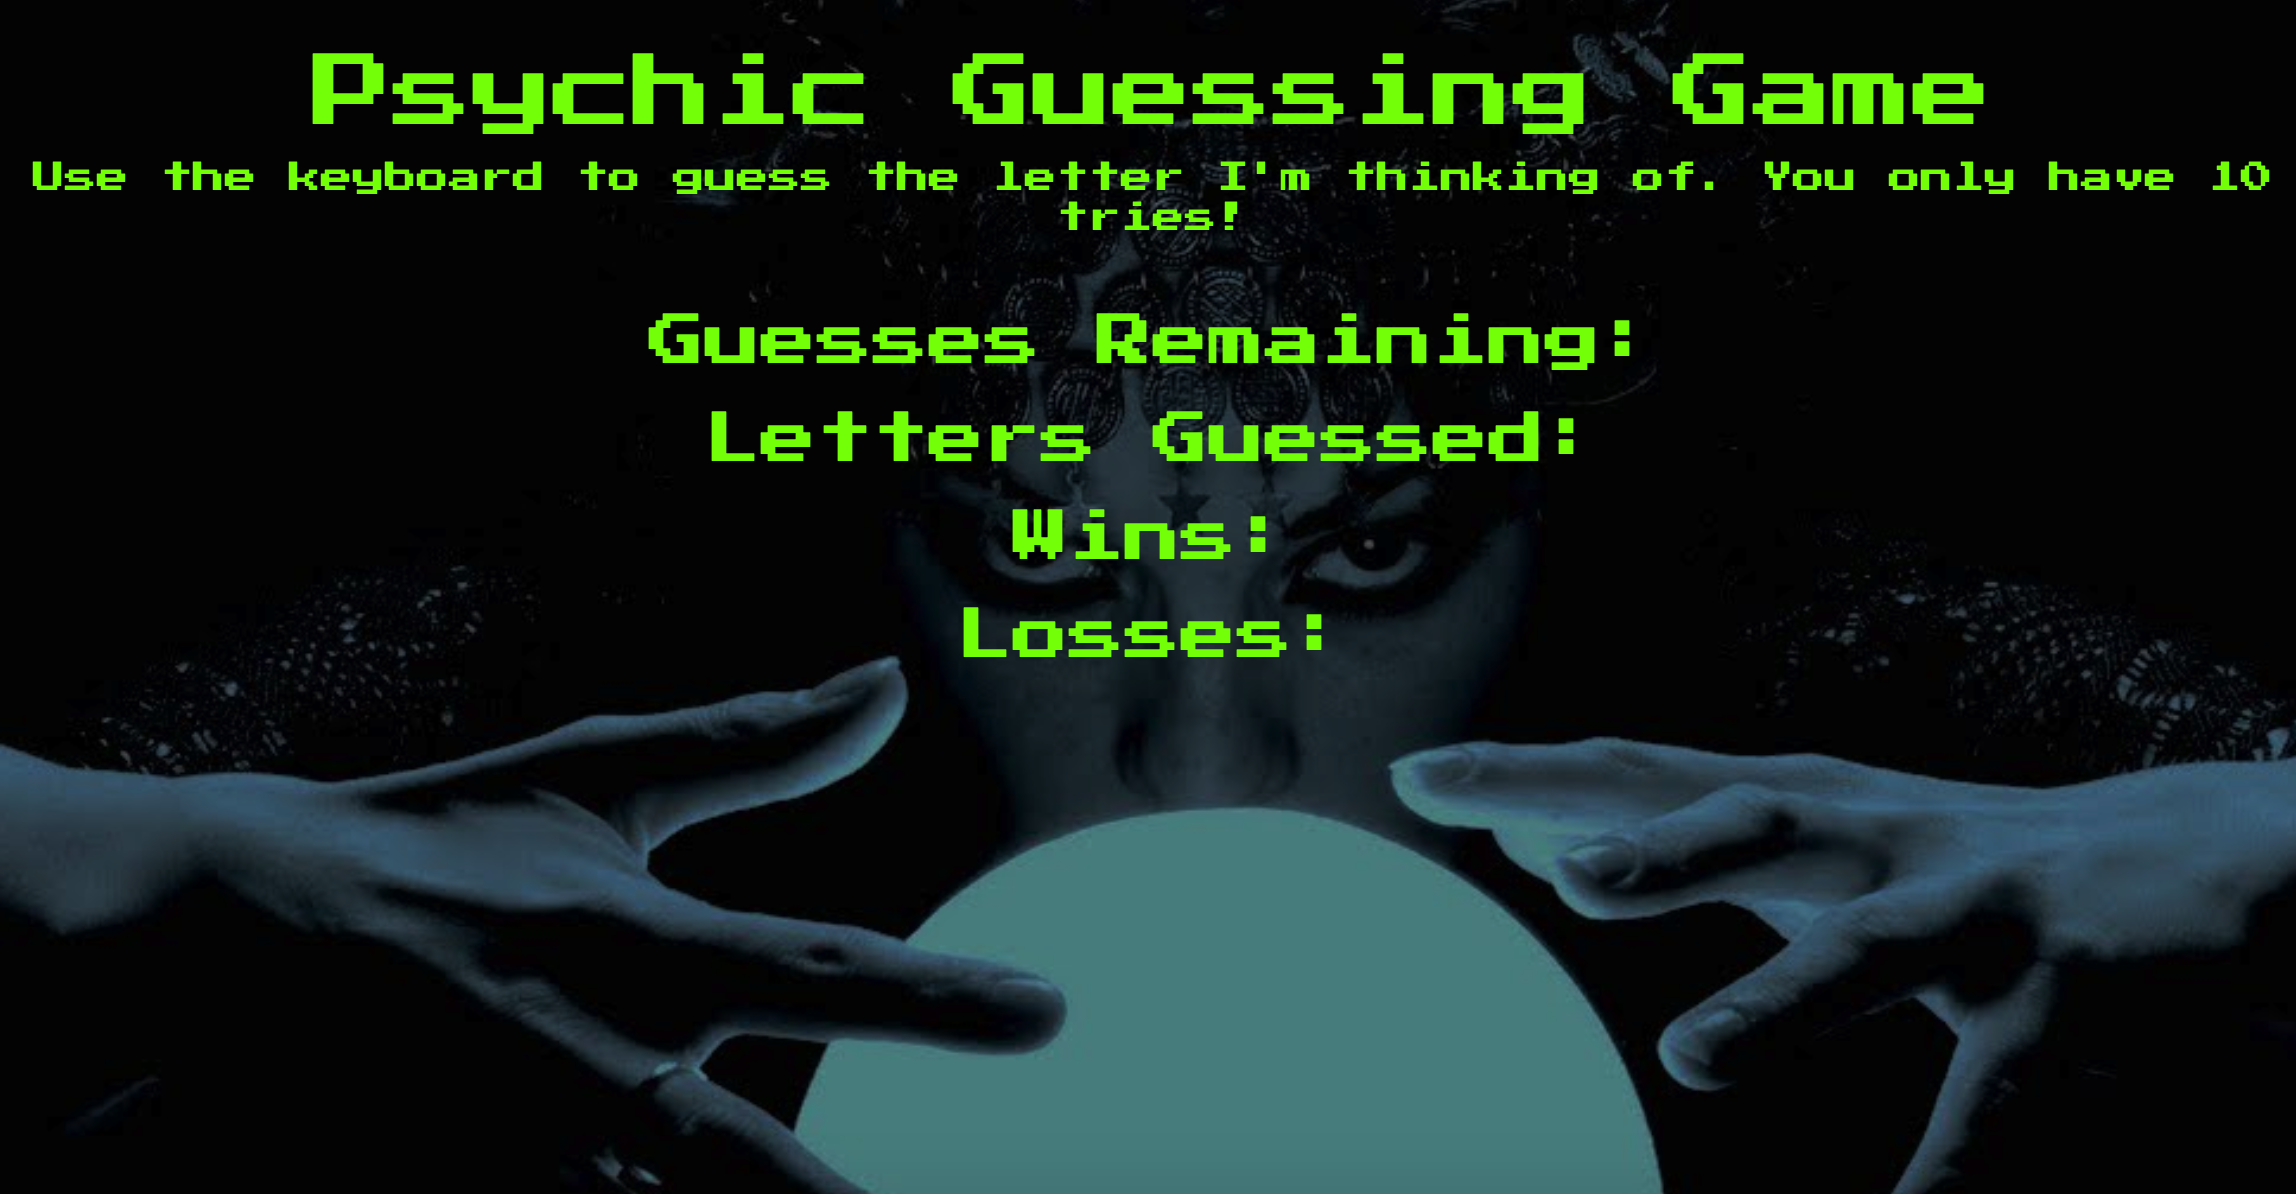 Psychic Guessing Game
Use the keyboard to guess the letter I'm thinking of. You only have 10
tries!
Guesses Remaining:
Letters Guessed:
Wins:
Losses: